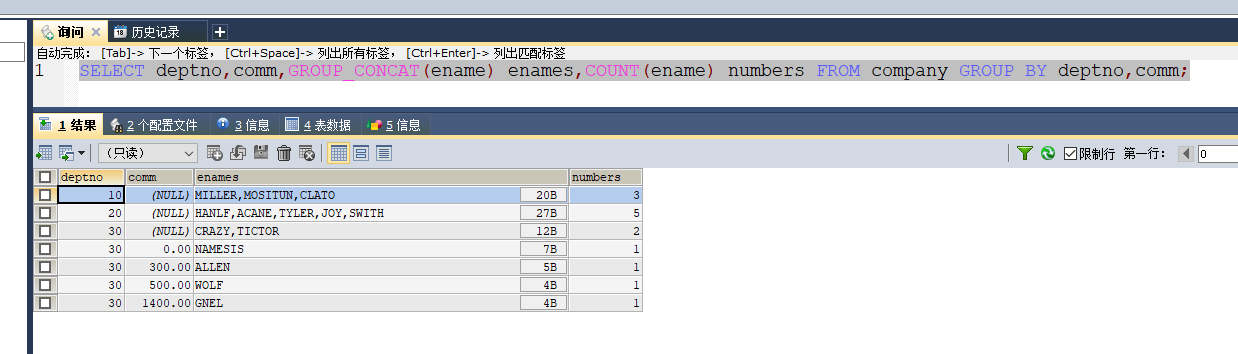 询问 历史记录
自动完成: [Tab]-> 下一个标签, [Ctrl+Space]-> 列出所有标签, [Ctrl+Enter]-> 列出匹配标签
1 SELECT deptno,comm,GROUP_CONCAT(ename) enames,COUNT(ename) numbers FROM company GROUP BY deptno,comm;
1 结果 2 个配置文件 3 信息 4 表数据 5 信息
(只读) 限制行 第一行: 0
deptno comm enames numbers
10 (NULL) MILLER,MOSITUN,CLATO 20B 3
20 (NULL) HANLF,ACANE,TYLER,JOY,SWITH 27B 5
30 (NULL) CRAZY,TICTOR 12B 2
30 0.00 NAMESIS 7B 1
30 300.00 ALLEN 5B 1
30 500.00 WOLF 4B 1
30 1400.00 GNEL 4B 1